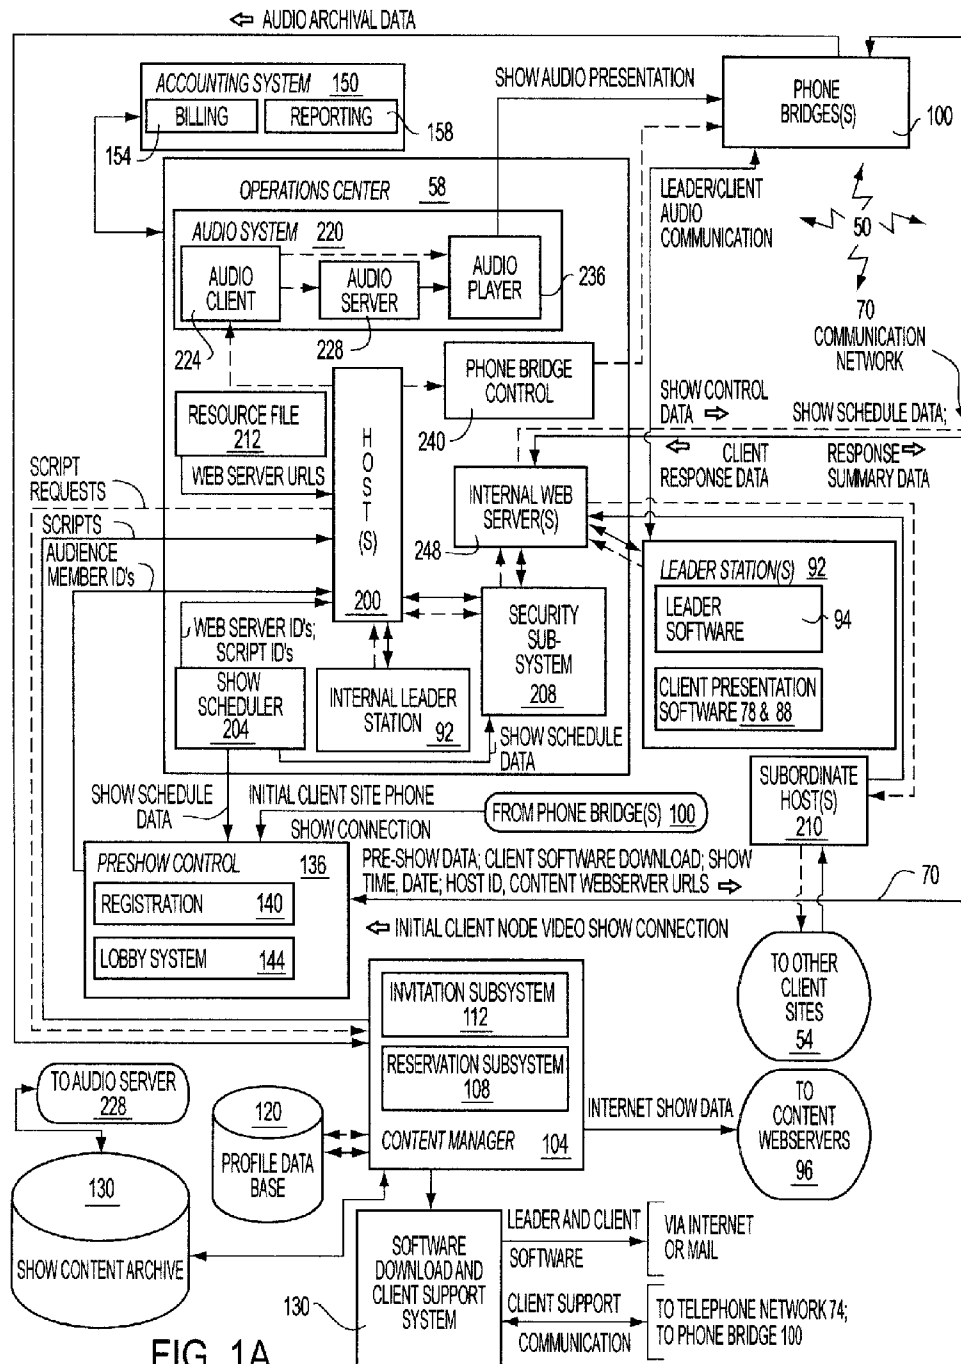 ⇦ AUDIO ARCHIVAL DATA
ACCOUNTING SYSTEM 150
BILLING
REPORTING
154
158
SHOW AUDIO PRESENTATION
PHONE
BRIDGES(S)
100
OPERATIONS CENTER 58
LEADER/CLIENT
AUDIO
COMMUNICATION
50
70
COMMUNICATION
NETWORK
AUDIO SYSTEM 220
AUDIO
CLIENT
AUDIO
SERVER
AUDIO
PLAYER
236
224
228
PHONE BRIDGE
CONTROL
240
SHOW CONTROL
DATA ⇨
SHOW SCHEDULE DATA;
⇦ CLIENT
RESPONSE DATA
RESPONSE ⇨
SUMMARY DATA
RESOURCE FILE
212
WEB SERVER URLS
HOST(S)
200
SCRIPT
REQUESTS
SCRIPTS
AUDIENCE
MEMBER ID's
INTERNAL WEB
SERVER(S)
248
LEADER STATION(S) 92
LEADER
SOFTWARE
94
CLIENT PRESENTATION
SOFTWARE 78 & 88
WEB SERVER ID's;
SCRIPT ID's
SECURITY
SUB-
SYSTEM
208
SHOW
SCHEDULER
204
INTERNAL LEADER
STATION 92
SHOW SCHEDULE
DATA
SUBORDINATE
HOST(S)
210
SHOW SCHEDULE
DATA
INITIAL CLIENT SITE PHONE
SHOW CONNECTION
FROM PHONE BRIDGE(S) 100
PRESHOW CONTROL 136
REGISTRATION 140
LOBBY SYSTEM 144
PRE-SHOW DATA; CLIENT SOFTWARE DOWNLOAD; SHOW
TIME, DATE; HOST ID, CONTENT WEBSERVER URLS ⇨
70
⇦ INITIAL CLIENT NODE VIDEO SHOW CONNECTION
INVITATION SUBSYSTEM
112
RESERVATION SUBSYSTEM
108
CONTENT MANAGER 104
TO OTHER
CLIENT
SITES
54
TO AUDIO SERVER
228
120
PROFILE DATA
BASE
INTERNET SHOW DATA
TO
CONTENT
WEBSERVERS
96
130
SHOW CONTENT ARCHIVE
SOFTWARE
DOWNLOAD AND
CLIENT SUPPORT
SYSTEM
130
LEADER AND CLIENT
SOFTWARE
VIA INTERNET
OR MAIL
CLIENT SUPPORT
COMMUNICATION
TO TELEPHONE NETWORK 74;
TO PHONE BRIDGE 100
FIG. 1A